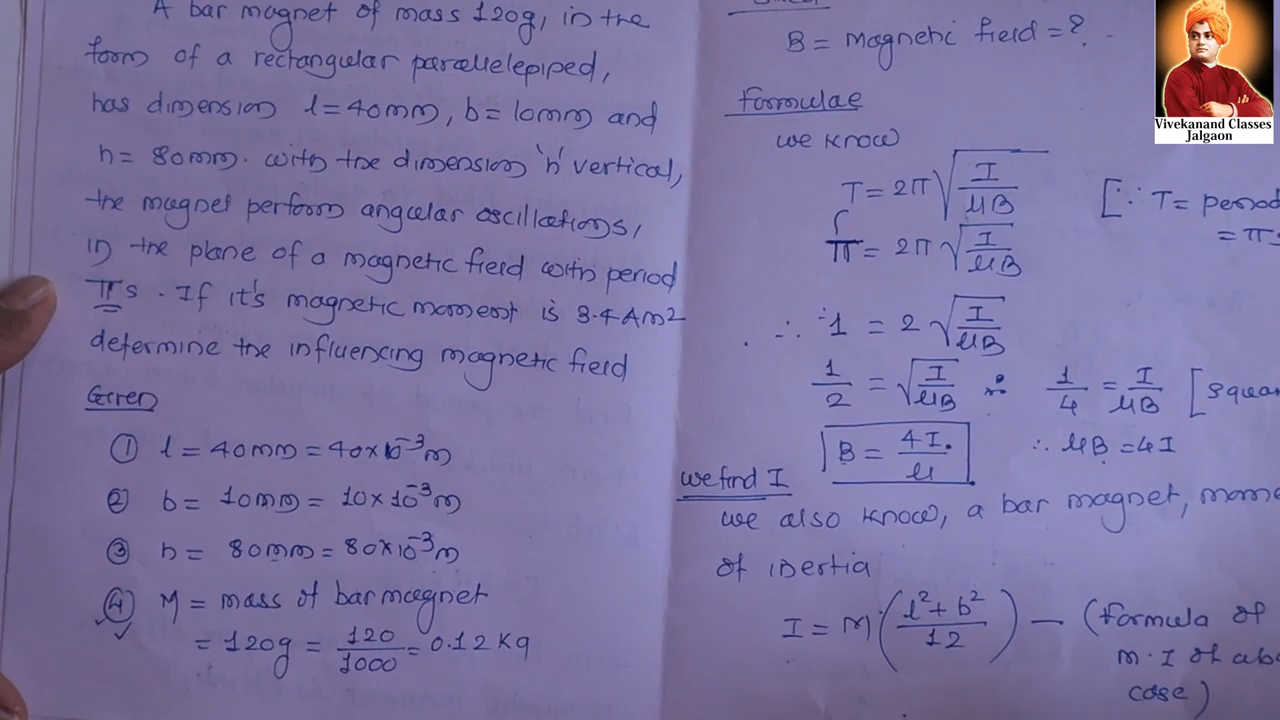 A bar magnet of mass 120g, in the
form of a rectangular parallelepiped,
has dimension l=40mm, b=10mm and
h= 80mm. with the dimension 'h' vertical,
the magnet perform angular oscillations,
in the plane of a magnetic field with period
πs. If it's magnetic moment is 3.4 Am2
determine the influencing magnetic field
Given
① l = 40mm = 40×10⁻³m
② b = 10mm = 10×10⁻³m
③ h = 80mm = 80×10⁻³m
④ M = mass of bar magnet
= 120g = 120/1000 = 0.12 Kg
B = magnetic field = ?
Formulae
we know
T = 2π√(I/μB) [∵ T = period
π = 2π√(I/μB) = π
∴ 1 = 2√(I/μB)
1/2 = √(I/μB) 1/4 = I/μB [squa
B = 4I/μ ∴ μB = 4I
we find I
we also know, a bar magnet, mome
of inertia
I = M((l²+b²)/12) — (formula of
m.I of ab
case)
Vivekanand Classes
Jalgaon